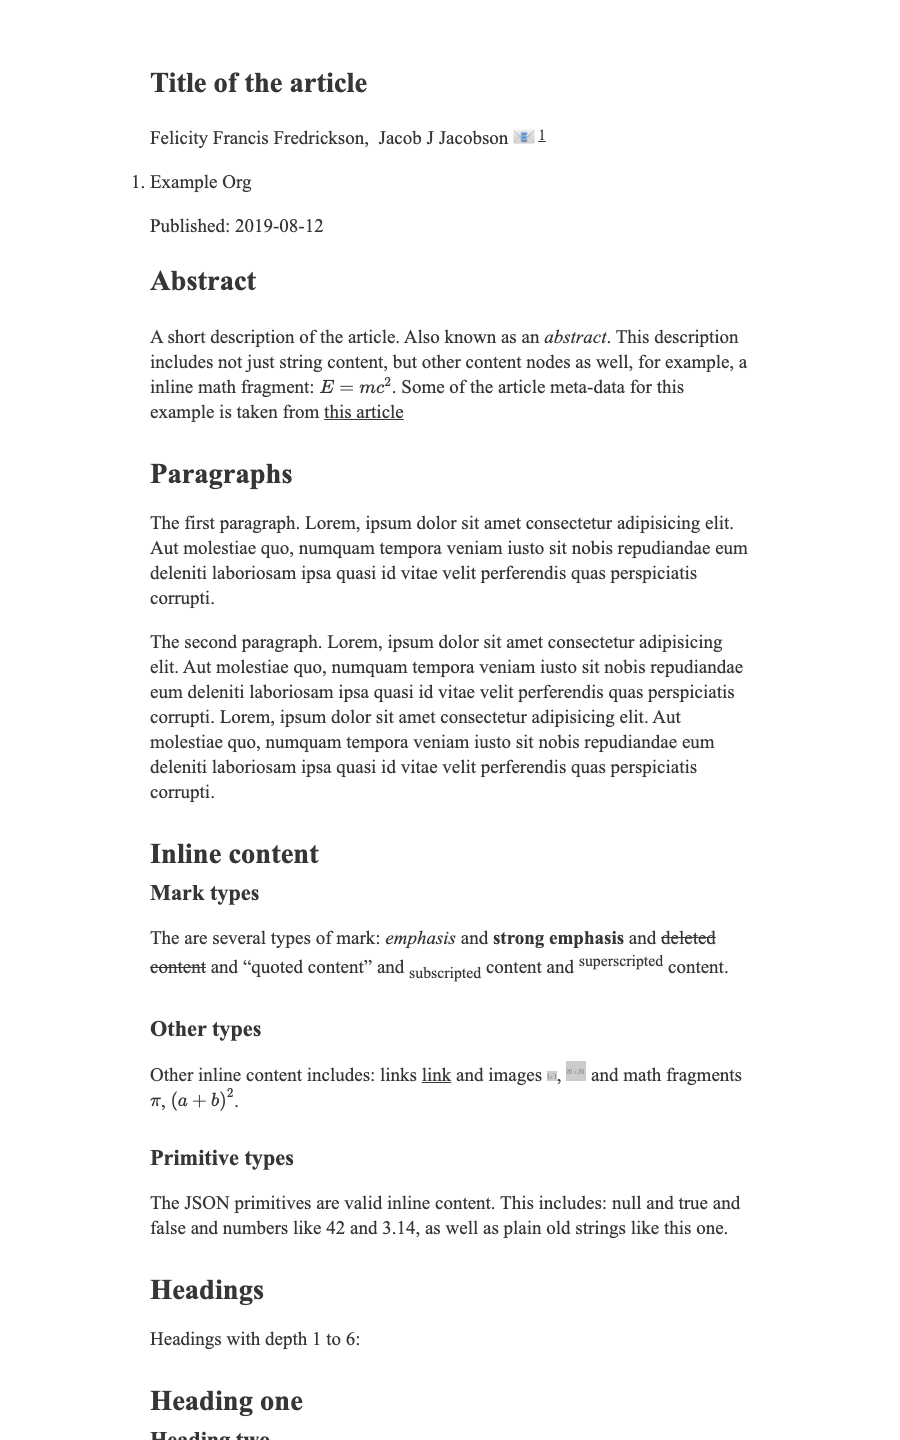 Title of the article
Felicity Francis Fredrickson, Jacob J Jacobson 📧 1
1. Example Org
Published: 2019-08-12
Abstract
A short description of the article. Also known as an abstract. This description
includes not just string content, but other content nodes as well, for example, a
inline math fragment: E = mc². Some of the article meta-data for this
example is taken from this article
Paragraphs
The first paragraph. Lorem, ipsum dolor sit amet consectetur adipisicing elit.
Aut molestiae quo, numquam tempora veniam iusto sit nobis repudiandae eum
deleniti laboriosam ipsa quasi id vitae velit perferendis quas perspiciatis
corrupti.
The second paragraph. Lorem, ipsum dolor sit amet consectetur adipisicing
elit. Aut molestiae quo, numquam tempora veniam iusto sit nobis repudiandae
eum deleniti laboriosam ipsa quasi id vitae velit perferendis quas perspiciatis
corrupti. Lorem, ipsum dolor sit amet consectetur adipisicing elit. Aut
molestiae quo, numquam tempora veniam iusto sit nobis repudiandae eum
deleniti laboriosam ipsa quasi id vitae velit perferendis quas perspiciatis
corrupti.
Inline content
Mark types
The are several types of mark: emphasis and strong emphasis and deleted
content and “quoted content” and subscripted content and superscripted content.
Other types
Other inline content includes: links link and images , and math fragments
π, (a + b)².
Primitive types
The JSON primitives are valid inline content. This includes: null and true and
false and numbers like 42 and 3.14, as well as plain old strings like this one.
Headings
Headings with depth 1 to 6:
Heading one
Heading two